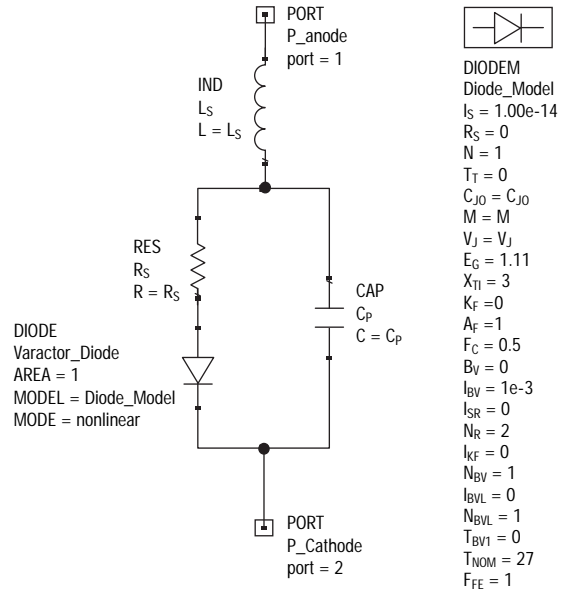 PORT
P_anode
port = 1
IND
LS
L = LS
RES
RS
R = RS
CAP
CP
C = CP
DIODE
Varactor_Diode
AREA = 1
MODEL = Diode_Model
MODE = nonlinear
PORT
P_Cathode
port = 2
DIODEM
Diode_Model
IS = 1.00e-14
RS = 0
N = 1
TT = 0
CJO = CJO
M = M
VJ = VJ
EG = 1.11
XTI = 3
KF =0
AF =1
FC = 0.5
BV = 0
IBV = 1e-3
ISR = 0
NR = 2
IKF = 0
NBV = 1
IBVL = 0
NBVL = 1
TBV1 = 0
TNOM = 27
FFE = 1